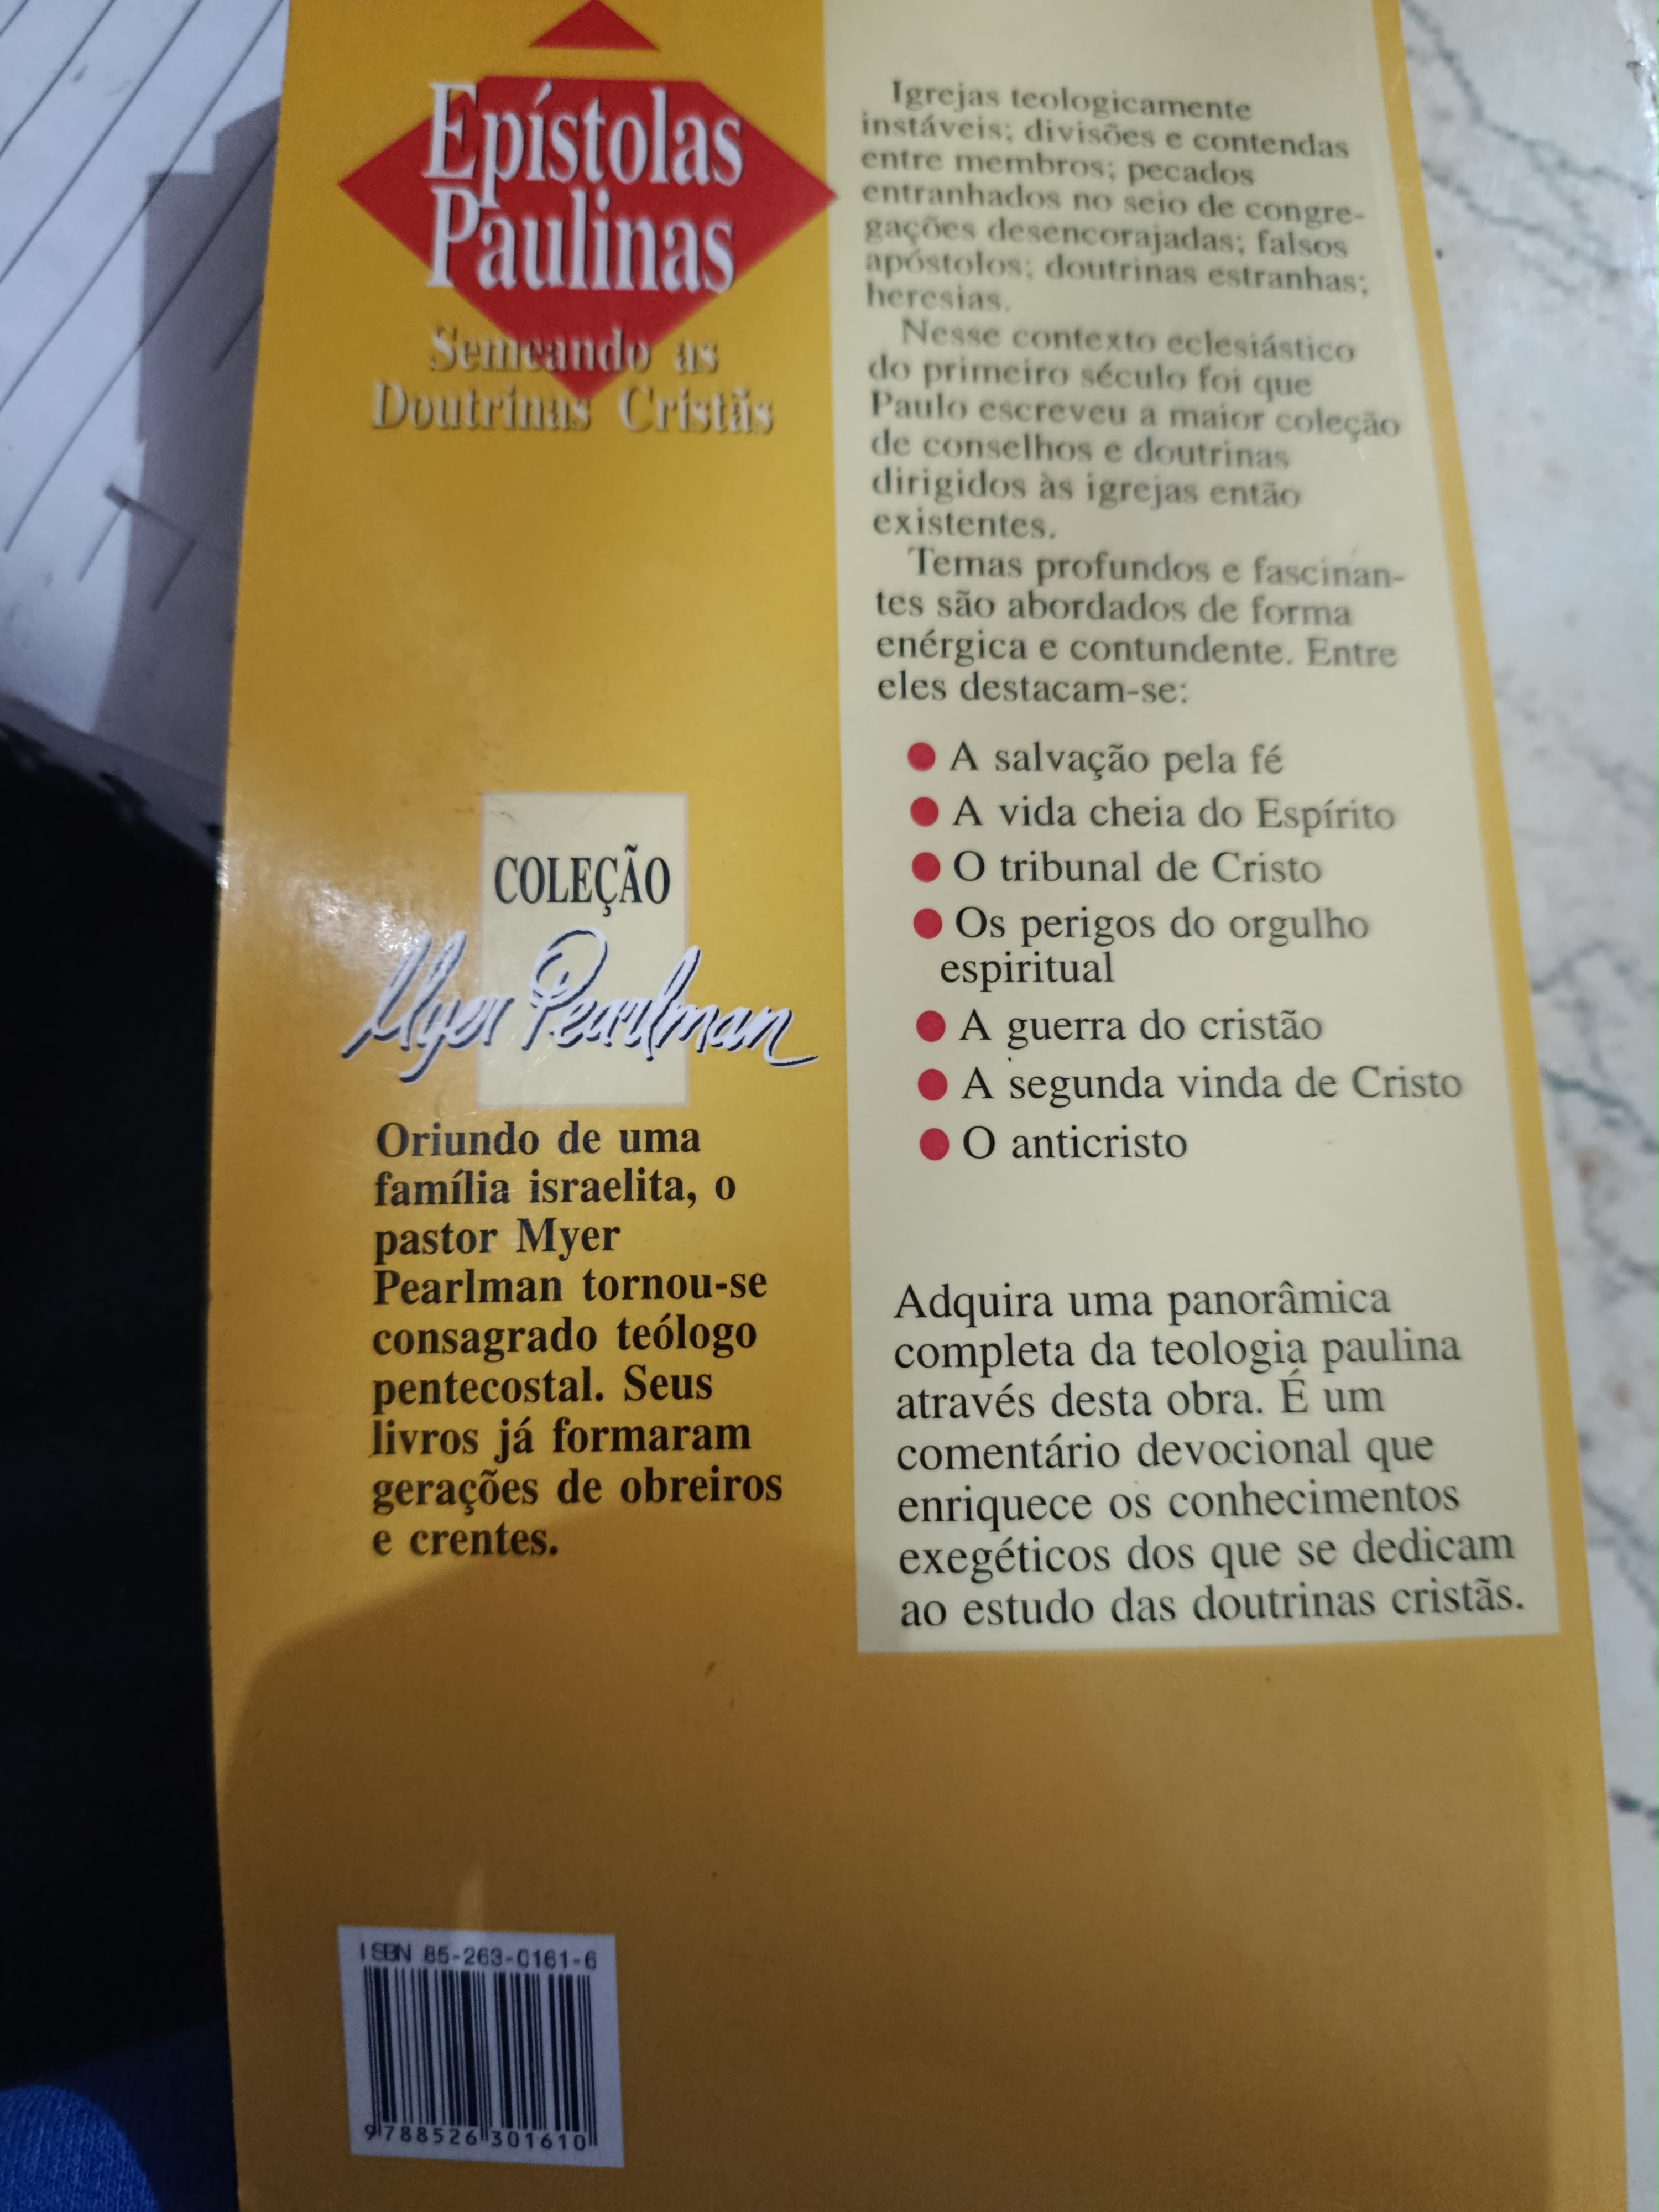 Epístolas
Paulinas
Semeando as
Doutrinas Cristãs
COLEÇÃO
Myer Pearlman
Oriundo de uma
família israelita, o
pastor Myer
Pearlman tornou-se
consagrado teólogo
pentecostal. Seus
livros já formaram
gerações de obreiros
e crentes.
Igrejas teologicamente
instáveis; divisões e contendas
entre membros; pecados
entranhados no seio de congre-
gações desencorajadas; falsos
apóstolos; doutrinas estranhas;
heresias.
Nesse contexto eclesiástico
do primeiro século foi que
Paulo escreveu a maior coleção
de conselhos e doutrinas
dirigidos às igrejas então
existentes.
Temas profundos e fascinan-
tes são abordados de forma
enérgica e contundente. Entre
eles destacam-se:
● A salvação pela fé
● A vida cheia do Espírito
● O tribunal de Cristo
● Os perigos do orgulho
espiritual
● A guerra do cristão
● A segunda vinda de Cristo
● O anticristo
Adquira uma panorâmica
completa da teologia paulina
através desta obra. É um
comentário devocional que
enriquece os conhecimentos
exegéticos dos que se dedicam
ao estudo das doutrinas cristãs.
ISBN 85-263-0161-6
9 788526 301610